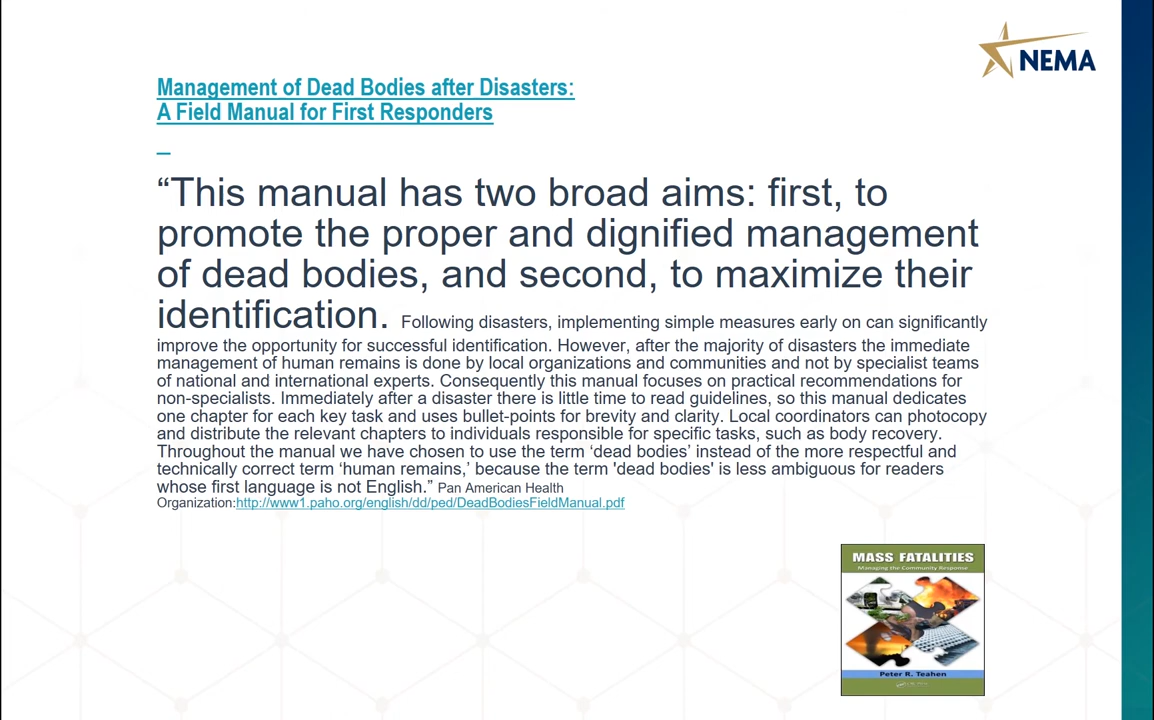 NEMA
Management of Dead Bodies after Disasters:
A Field Manual for First Responders
“This manual has two broad aims: first, to
promote the proper and dignified management
of dead bodies, and second, to maximize their
identification. Following disasters, implementing simple measures early on can significantly
improve the opportunity for successful identification. However, after the majority of disasters the immediate
management of human remains is done by local organizations and communities and not by specialist teams
of national and international experts. Consequently this manual focuses on practical recommendations for
non-specialists. Immediately after a disaster there is little time to read guidelines, so this manual dedicates
one chapter for each key task and uses bullet-points for brevity and clarity. Local coordinators can photocopy
and distribute the relevant chapters to individuals responsible for specific tasks, such as body recovery.
Throughout the manual we have chosen to use the term ‘dead bodies’ instead of the more respectful and
technically correct term ‘human remains,’ because the term 'dead bodies' is less ambiguous for readers
whose first language is not English.” Pan American Health
Organization:http://www1.paho.org/english/dd/ped/DeadBodiesFieldManual.pdf
MASS FATALITIES
Managing the Community Response
Peter R. Teahen